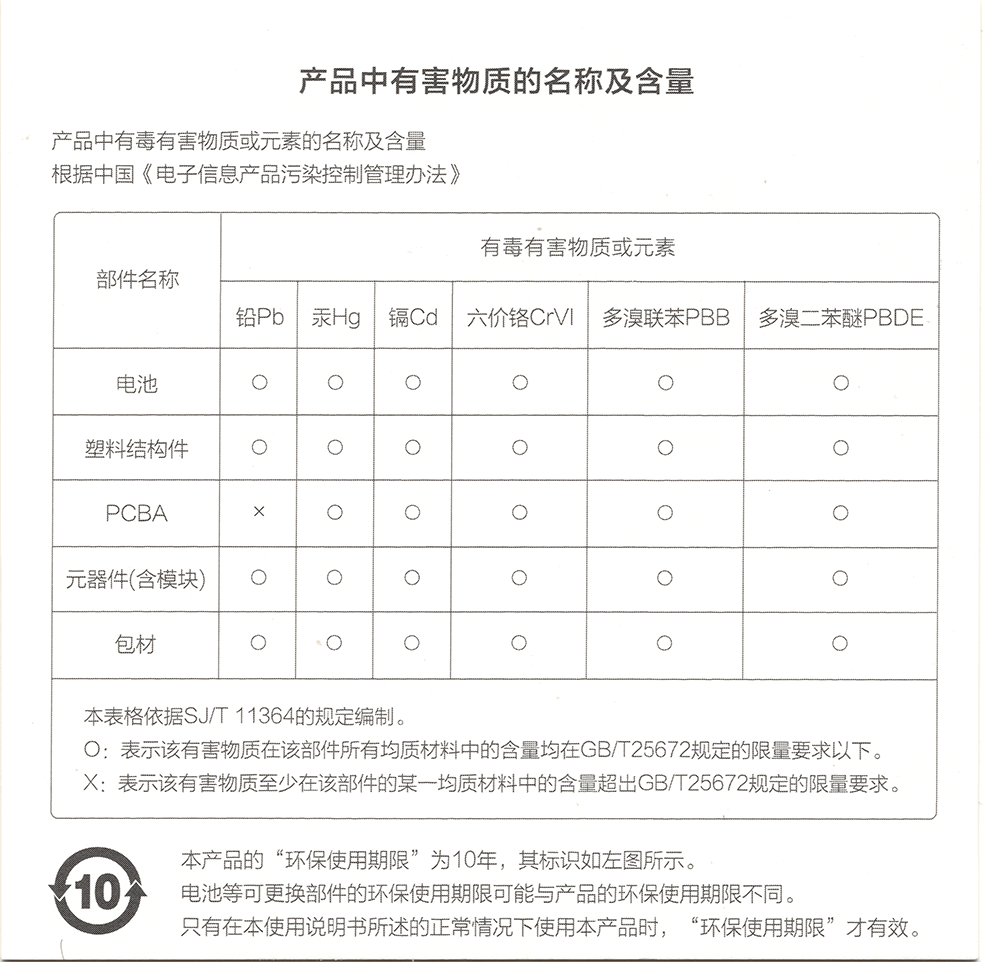 产品中有害物质的名称及含量
产品中有毒有害物质或元素的名称及含量
根据中国《电子信息产品污染控制管理办法》
部件名称 有毒有害物质或元素
铅Pb 汞Hg 镉Cd 六价铬CrVI 多溴联苯PBB 多溴二苯醚PBDE
电池 ○ ○ ○ ○ ○ ○
塑料结构件 ○ ○ ○ ○ ○ ○
PCBA × ○ ○ ○ ○ ○
元器件(含模块) ○ ○ ○ ○ ○ ○
包材 ○ ○ ○ ○ ○ ○
本表格依据SJ/T 11364的规定编制。
O：表示该有害物质在该部件所有均质材料中的含量均在GB/T25672规定的限量要求以下。
X：表示该有害物质至少在该部件的某一均质材料中的含量超出GB/T25672规定的限量要求。
10
本产品的“环保使用期限”为10年，其标识如左图所示。
电池等可更换部件的环保使用期限可能与产品的环保使用期限不同。
只有在本使用说明书所述的正常情况下使用本产品时，“环保使用期限”才有效。